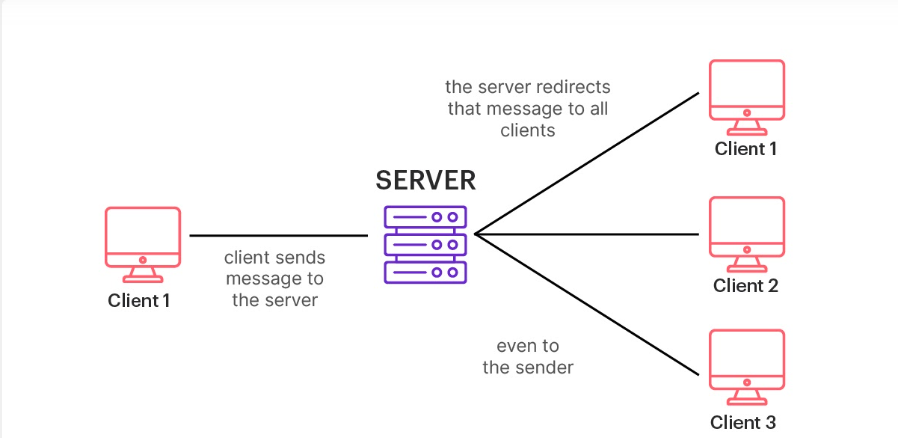 the server redirects
that message to all
clients
Client 1
SERVER
client sends
message to
the server
Client 1
Client 2
even to
the sender
Client 3